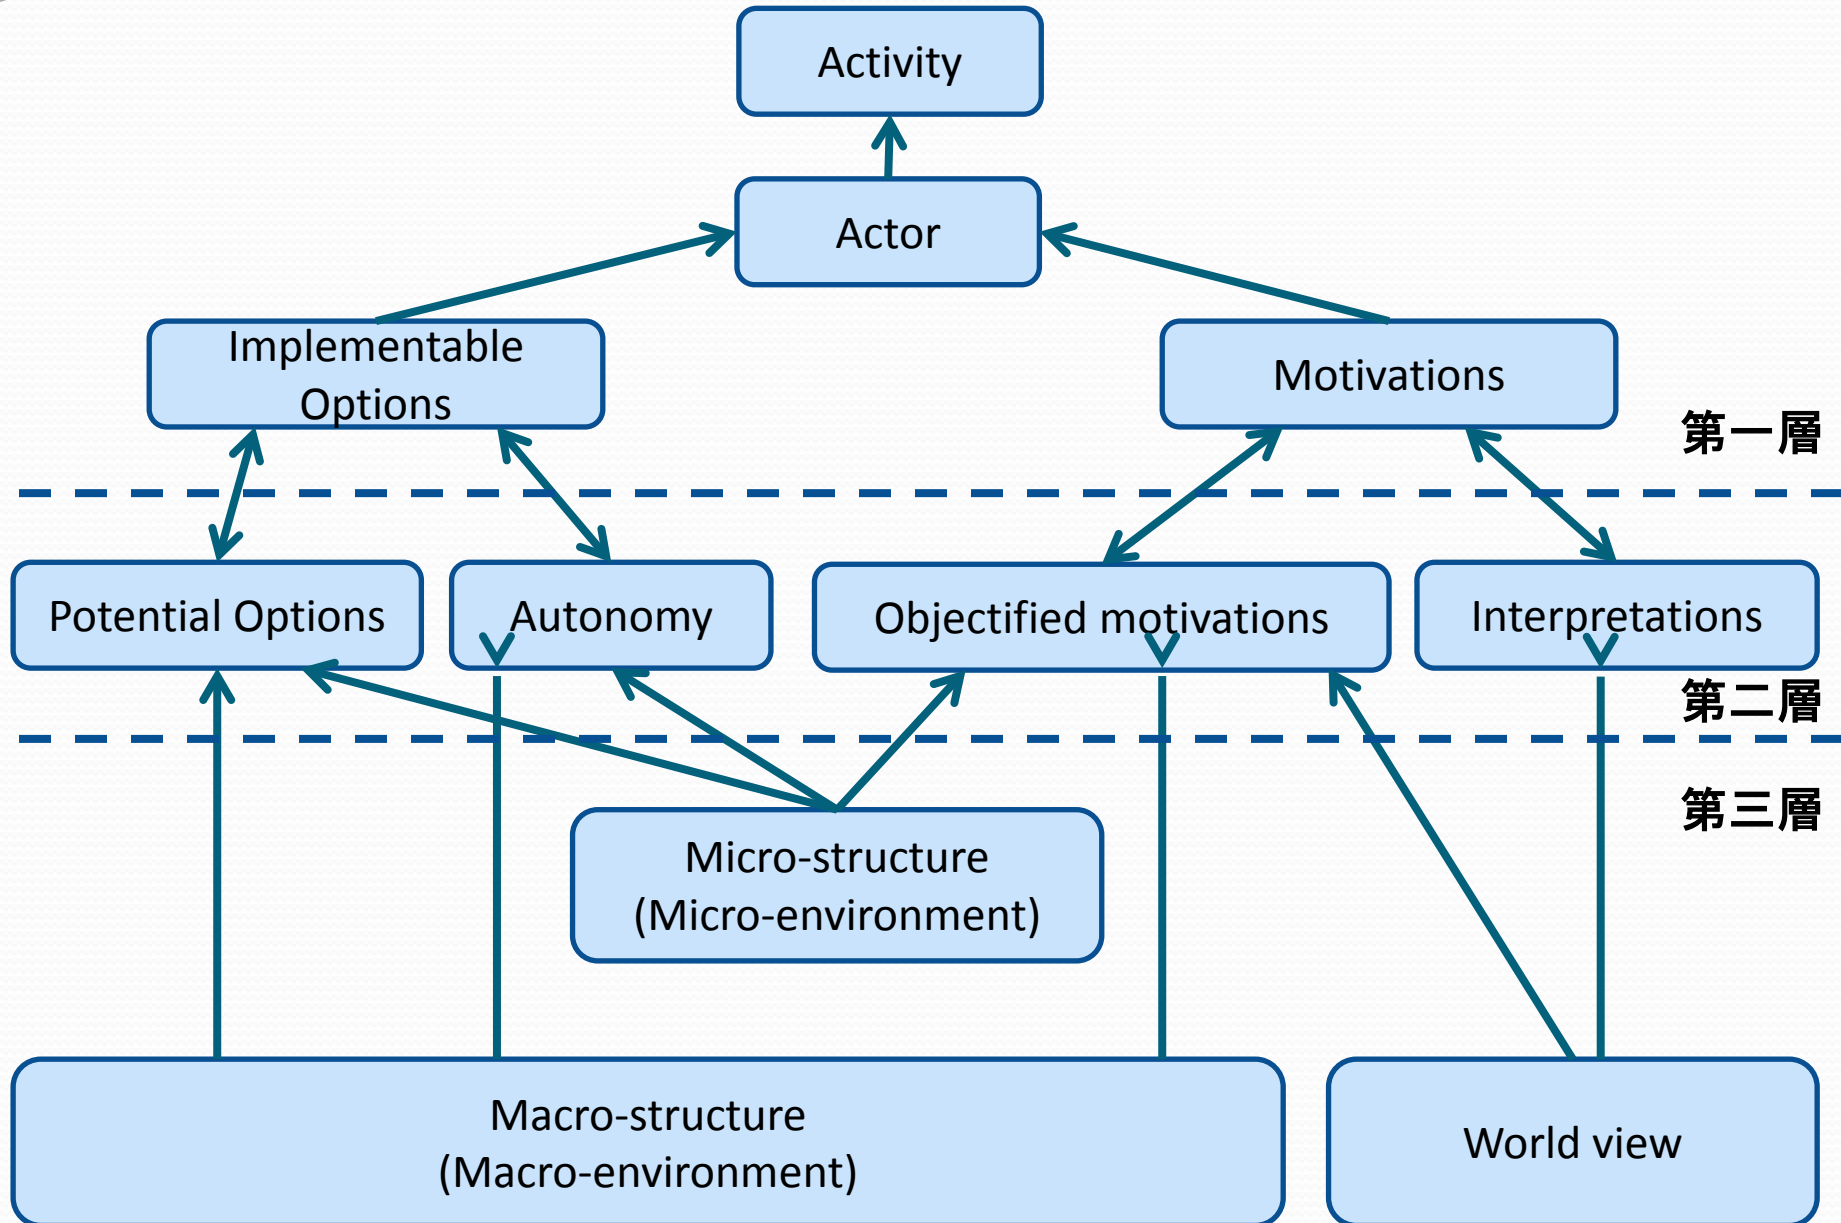 Activity
Actor
Implementable
Options
Motivations
第一層
Potential Options
Autonomy
Objectified motivations
Interpretations
第二層
第三層
Micro-structure
(Micro-environment)
Macro-structure
(Macro-environment)
World view